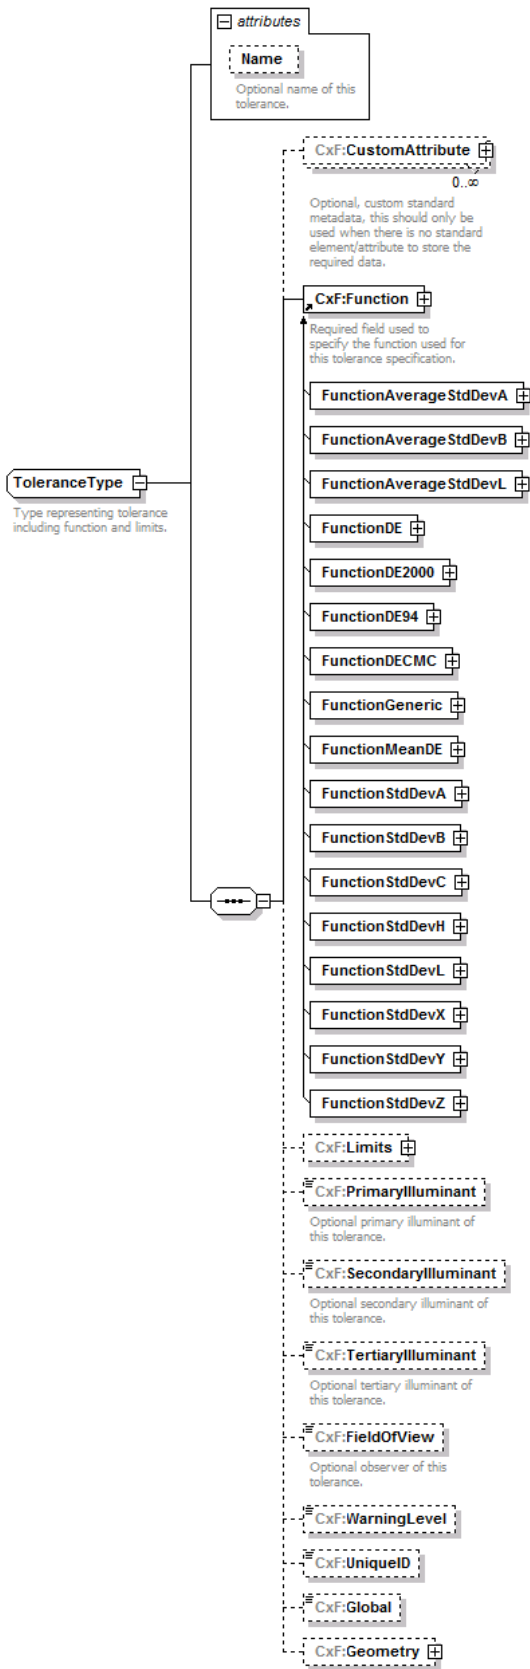 attributes
Name
Optional name of this
tolerance.
CxF:CustomAttribute
0..∞
Optional, custom standard
metadata, this should only be
used when there is no standard
element/attribute to store the
required data.
CxF:Function
Required field used to
specify the function used for
this tolerance specification.
FunctionAverageStdDevA
FunctionAverageStdDevB
FunctionAverageStdDevL
ToleranceType
Type representing tolerance
including function and limits.
FunctionDE
FunctionDE2000
FunctionDE94
FunctionDECMC
FunctionGeneric
FunctionMeanDE
FunctionStdDevA
FunctionStdDevB
FunctionStdDevC
FunctionStdDevH
FunctionStdDevL
FunctionStdDevX
FunctionStdDevY
FunctionStdDevZ
CxF:Limits
CxF:PrimaryIlluminant
Optional primary illuminant of
this tolerance.
CxF:SecondaryIlluminant
Optional secondary illuminant of
this tolerance.
CxF:TertiaryIlluminant
Optional tertiary illuminant of
this tolerance.
CxF:FieldOfView
Optional observer of this
tolerance.
CxF:WarningLevel
CxF:UniqueID
CxF:Global
CxF:Geometry